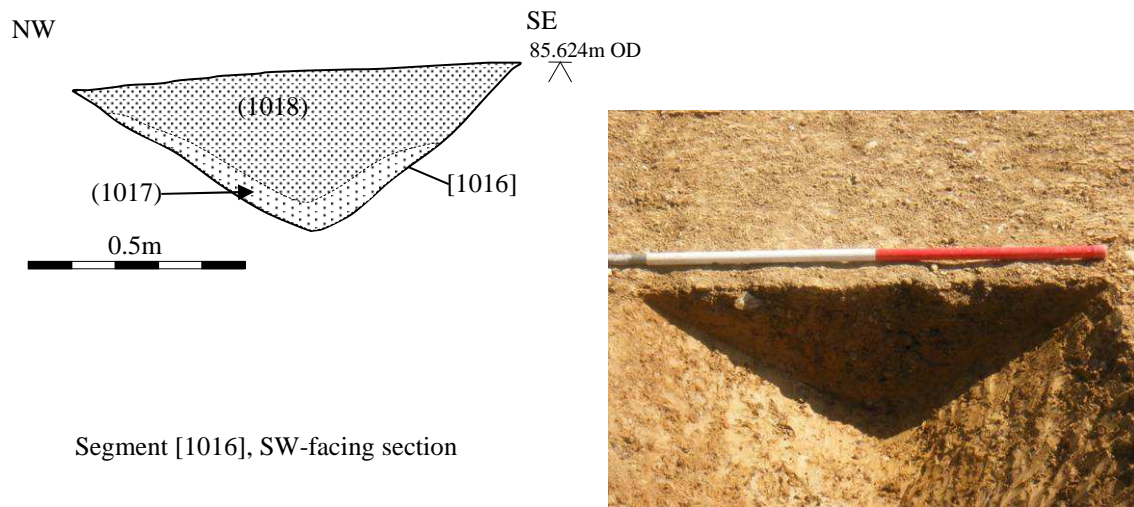 NW
SE
85.624m OD
(1018)
(1017)
[1016]
0.5m
Segment [1016], SW-facing section